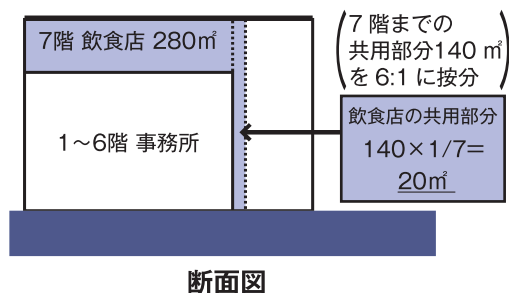 7階 飲食店 280㎡
1～6階 事務所
7階までの
共用部分140㎡
を6:1に按分
飲食店の共用部分
140×1/7=
20㎡
断面図